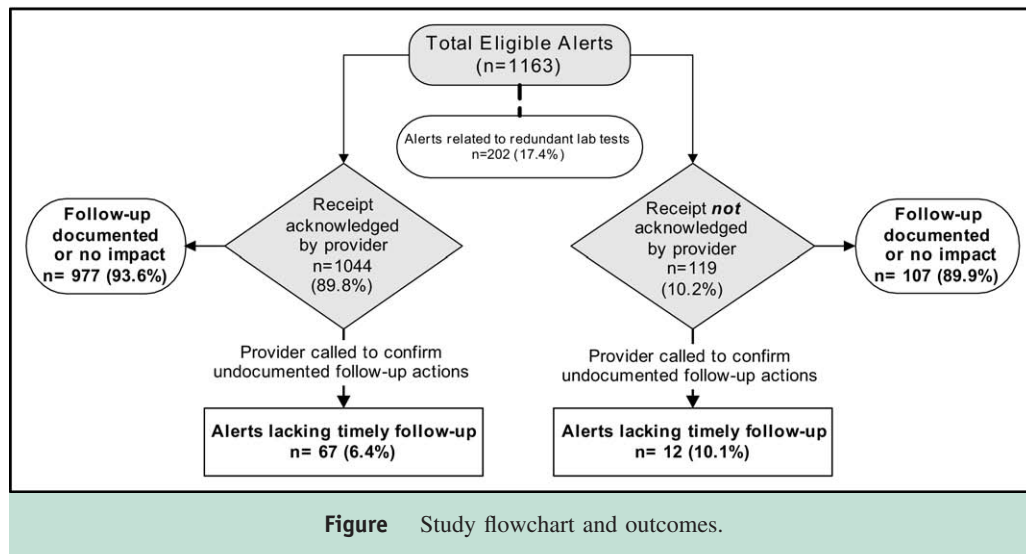 Total Eligible Alerts
(n=1163)
Alerts related to redundant lab tests
n=202 (17.4%)
Receipt
acknowledged
by provider
n=1044
(89.8%)
Follow-up
documented
or no impact
n= 977 (93.6%)
Receipt not
acknowledged
by provider
n=119
(10.2%)
Follow-up
documented
or no impact
n= 107 (89.9%)
Provider called to confirm
undocumented follow-up actions
Provider called to confirm
undocumented follow-up actions
Alerts lacking timely follow-up
n= 67 (6.4%)
Alerts lacking timely follow-up
n= 12 (10.1%)
Figure Study flowchart and outcomes.